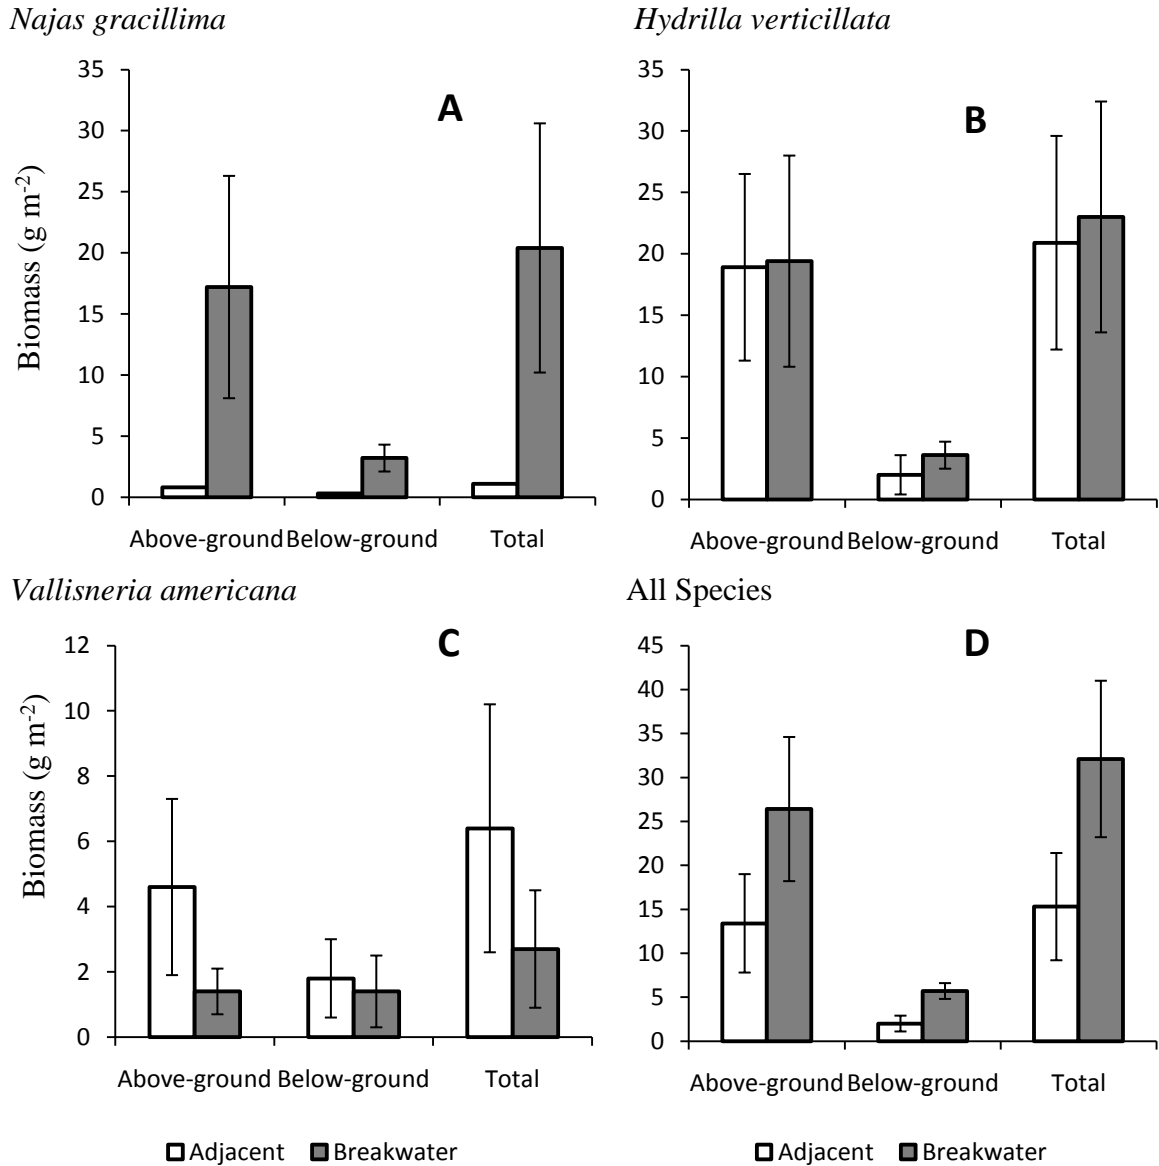 Najas gracillima
Hydrilla verticillata
A
Biomass (g m-2)
35
30
25
20
15
10
5
0
Above-ground Below-ground Total
B
35
30
25
20
15
10
5
0
Above-ground Below-ground Total
Vallisneria americana
All Species
C
Biomass (g m-2)
12
10
8
6
4
2
0
Above-ground Below-ground Total
Adjacent Breakwater
D
45
40
35
30
25
20
15
10
5
0
Above-ground Below-ground Total
Adjacent Breakwater